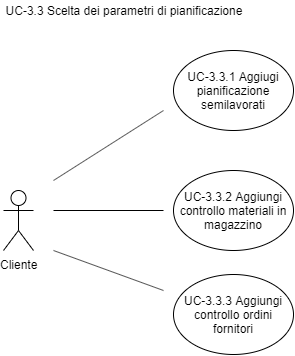 UC-3.3 Scelta dei parametri di pianificazione
UC-3.3.1 Aggiugi
pianificazione
semilavorati
UC-3.3.2 Aggiungi
controllo materiali in
magazzino
Cliente
UC-3.3.3 Aggiungi
controllo ordini
fornitori